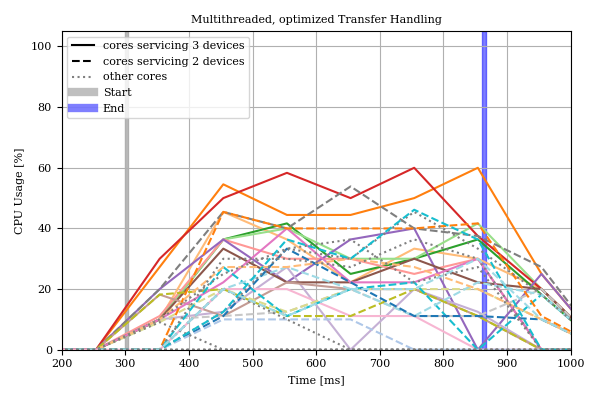 Multithreaded, optimized Transfer Handling
100
80
60
40
20
0
CPU Usage [%]
cores servicing 3 devices
cores servicing 2 devices
other cores
Start
End
200 300 400 500 600 700 800 900 1000
Time [ms]